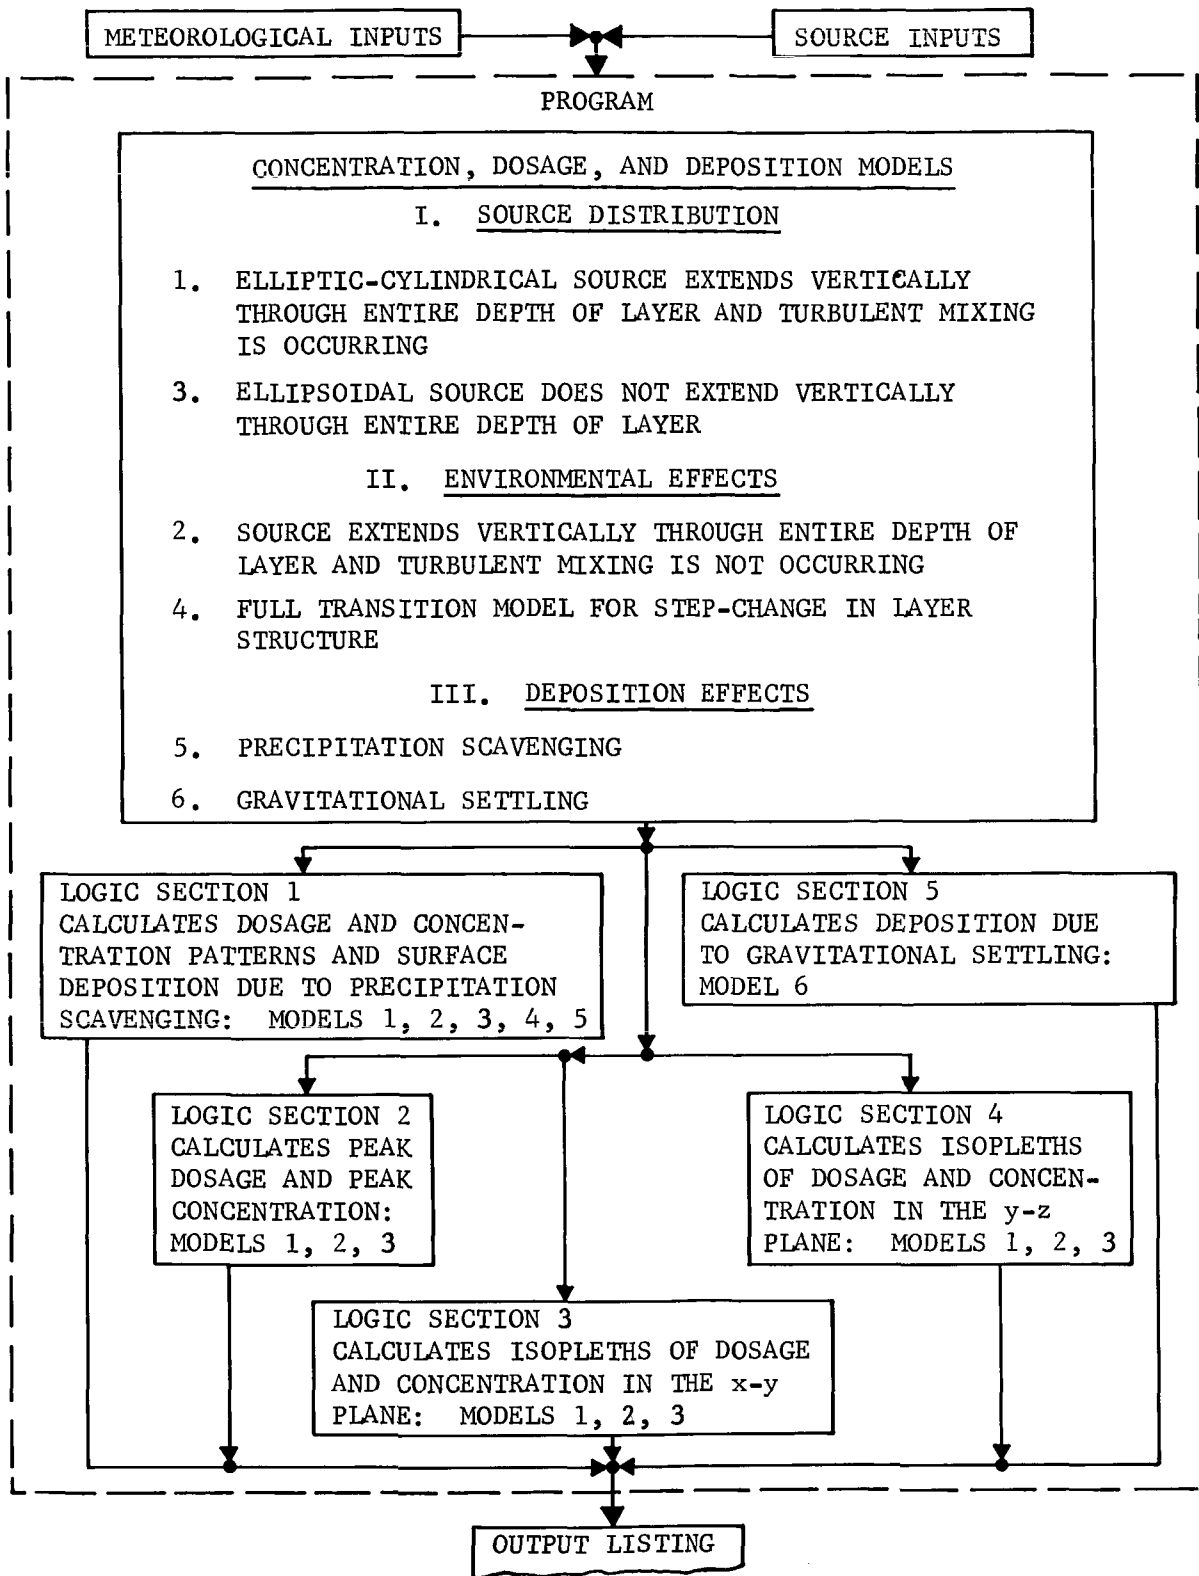 METEOROLOGICAL INPUTS
SOURCE INPUTS
PROGRAM
CONCENTRATION, DOSAGE, AND DEPOSITION MODELS
I. SOURCE DISTRIBUTION
1. ELLIPTIC-CYLINDRICAL SOURCE EXTENDS VERTICALLY
THROUGH ENTIRE DEPTH OF LAYER AND TURBULENT MIXING
IS OCCURRING
3. ELLIPSOIDAL SOURCE DOES NOT EXTEND VERTICALLY
THROUGH ENTIRE DEPTH OF LAYER
II. ENVIRONMENTAL EFFECTS
2. SOURCE EXTENDS VERTICALLY THROUGH ENTIRE DEPTH OF
LAYER AND TURBULENT MIXING IS NOT OCCURRING
4. FULL TRANSITION MODEL FOR STEP-CHANGE IN LAYER
STRUCTURE
III. DEPOSITION EFFECTS
5. PRECIPITATION SCAVENGING
6. GRAVITATIONAL SETTLING
LOGIC SECTION 1
CALCULATES DOSAGE AND CONCEN-
TRATION PATTERNS AND SURFACE
DEPOSITION DUE TO PRECIPITATION
SCAVENGING: MODELS 1, 2, 3, 4, 5
LOGIC SECTION 5
CALCULATES DEPOSITION DUE
TO GRAVITATIONAL SETTLING:
MODEL 6
LOGIC SECTION 2
CALCULATES PEAK
DOSAGE AND PEAK
CONCENTRATION:
MODELS 1, 2, 3
LOGIC SECTION 4
CALCULATES ISOPLETHS
OF DOSAGE AND CONCEN-
TRATION IN THE y-z
PLANE: MODELS 1, 2, 3
LOGIC SECTION 3
CALCULATES ISOPLETHS OF DOSAGE
AND CONCENTRATION IN THE x-y
PLANE: MODELS 1, 2, 3
OUTPUT LISTING